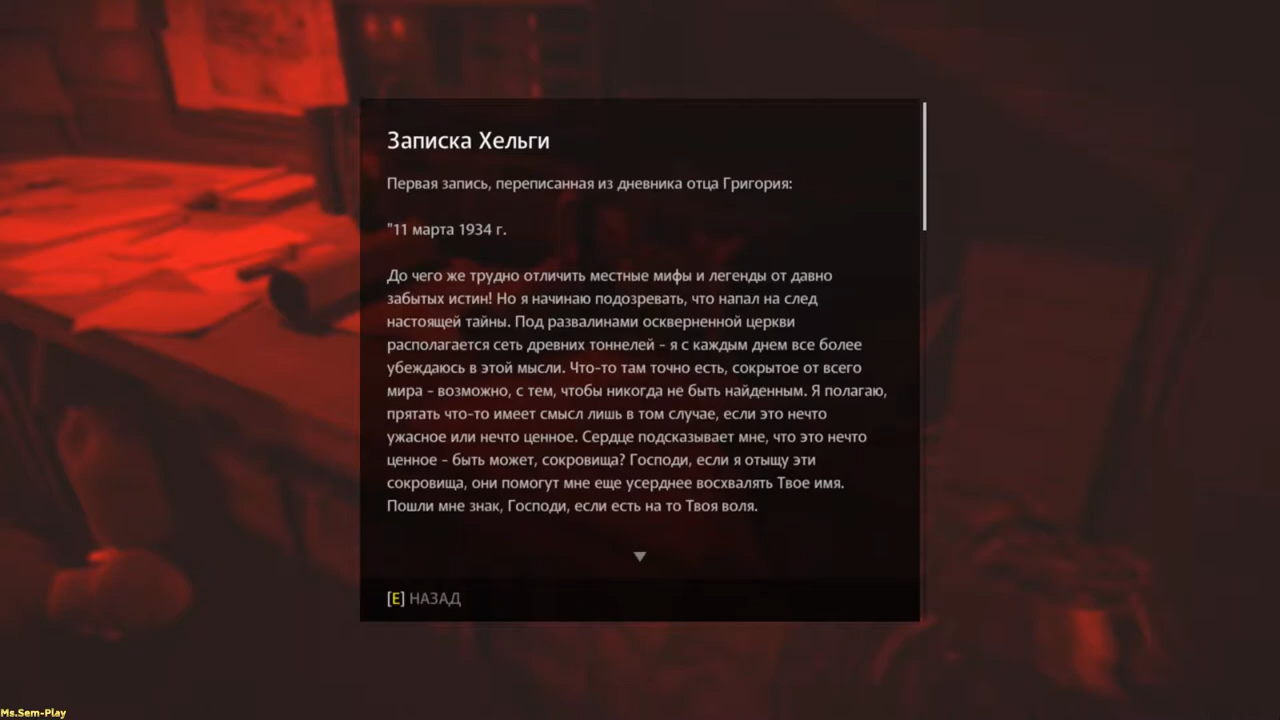 Записка Хельги
Первая запись, переписанная из дневника отца Григория:
"11 марта 1934 г.
До чего же трудно отличить местные мифы и легенды от давно
забытых истин! Но я начинаю подозревать, что напал на след
настоящей тайны. Под развалинами оскверненной церкви
располагается сеть древних тоннелей - я с каждым днем все более
убеждаюсь в этой мысли. Что-то там точно есть, сокрытое от всего
мира - возможно, с тем, чтобы никогда не быть найденным. Я полагаю,
прятать что-то имеет смысл лишь в том случае, если это нечто
ужасное или нечто ценное. Сердце подсказывает мне, что это нечто
ценное - быть может, сокровища? Господи, если я отыщу эти
сокровища, они помогут мне еще усерднее восхвалять Твое имя.
Пошли мне знак, Господи, если есть на то Твоя воля.
[E] НАЗАД
Ms.Sem-Play